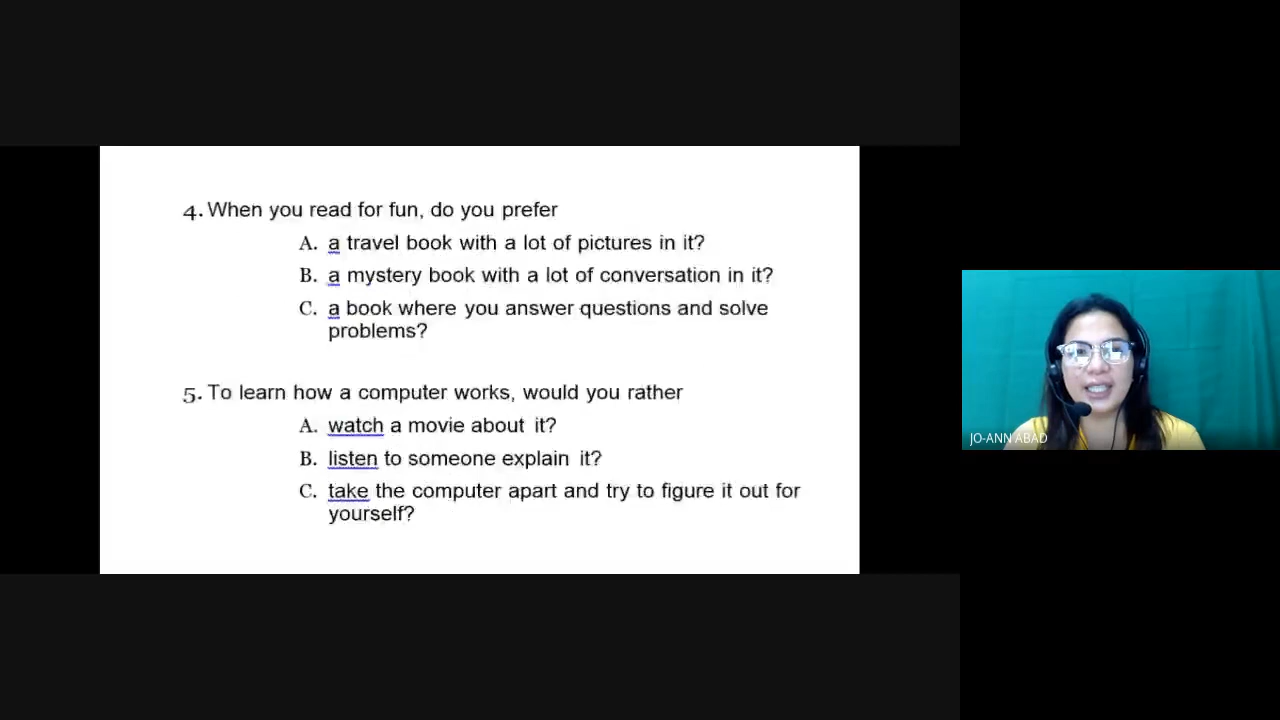 4. When you read for fun, do you prefer
A. a travel book with a lot of pictures in it?
B. a mystery book with a lot of conversation in it?
C. a book where you answer questions and solve
problems?
5. To learn how a computer works, would you rather
A. watch a movie about it?
B. listen to someone explain it?
C. take the computer apart and try to figure it out for
yourself?
JO-ANN ABAD